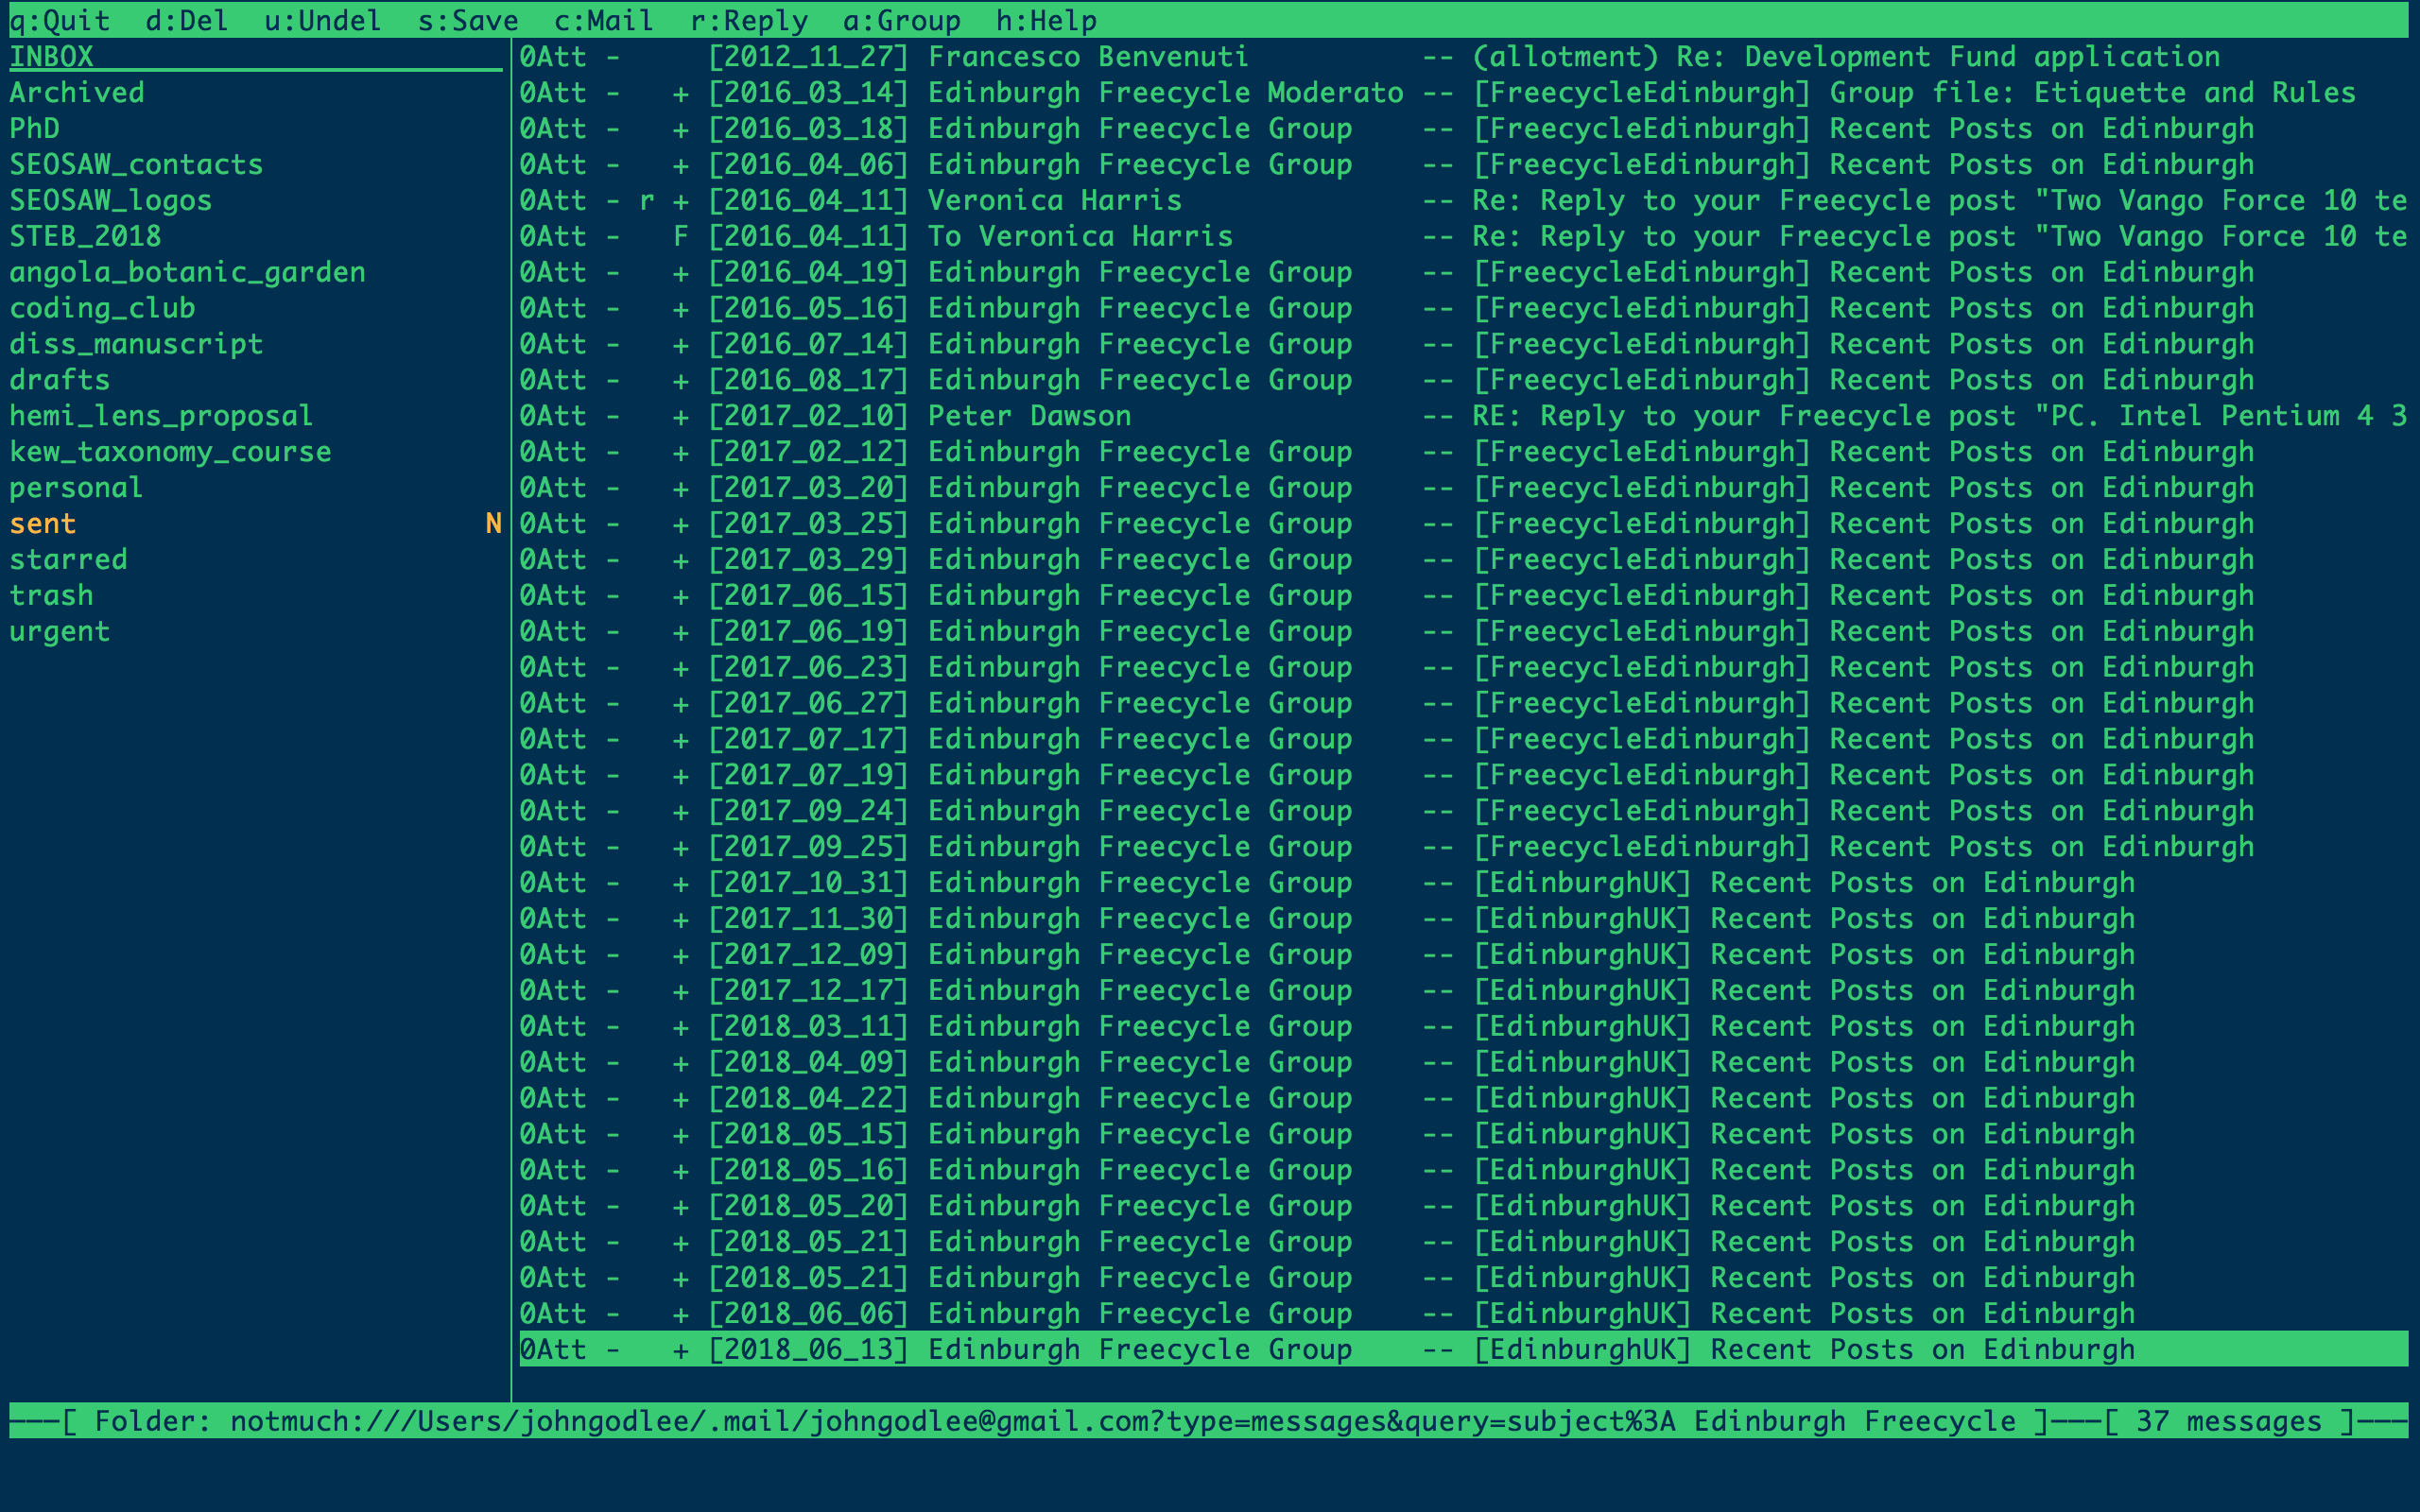 q:Quit  d:Del  u:Undel  s:Save  c:Mail  r:Reply  a:Group  h:Help
INBOX
Archived
PhD
SEOSAW_contacts
SEOSAW_logos
STEB_2018
angola_botanic_garden
coding_club
diss_manuscript
drafts
hemi_lens_proposal
kew_taxonomy_course
personal
sent N
starred
trash
urgent
0Att -     [2012_11_27] Francesco Benvenuti          -- (allotment) Re: Development Fund application
0Att -   + [2016_03_14] Edinburgh Freecycle Moderato -- [FreecycleEdinburgh] Group file: Etiquette and Rules
0Att -   + [2016_03_18] Edinburgh Freecycle Group    -- [FreecycleEdinburgh] Recent Posts on Edinburgh
0Att -   + [2016_04_06] Edinburgh Freecycle Group    -- [FreecycleEdinburgh] Recent Posts on Edinburgh
0Att - r + [2016_04_11] Veronica Harris              -- Re: Reply to your Freecycle post "Two Vango Force 10 te
0Att -   F [2016_04_11] To Veronica Harris           -- Re: Reply to your Freecycle post "Two Vango Force 10 te
0Att -   + [2016_04_19] Edinburgh Freecycle Group    -- [FreecycleEdinburgh] Recent Posts on Edinburgh
0Att -   + [2016_05_16] Edinburgh Freecycle Group    -- [FreecycleEdinburgh] Recent Posts on Edinburgh
0Att -   + [2016_07_14] Edinburgh Freecycle Group    -- [FreecycleEdinburgh] Recent Posts on Edinburgh
0Att -   + [2016_08_17] Edinburgh Freecycle Group    -- [FreecycleEdinburgh] Recent Posts on Edinburgh
0Att -   + [2017_02_10] Peter Dawson                 -- RE: Reply to your Freecycle post "PC. Intel Pentium 4 3
0Att -   + [2017_02_12] Edinburgh Freecycle Group    -- [FreecycleEdinburgh] Recent Posts on Edinburgh
0Att -   + [2017_03_20] Edinburgh Freecycle Group    -- [FreecycleEdinburgh] Recent Posts on Edinburgh
0Att -   + [2017_03_25] Edinburgh Freecycle Group    -- [FreecycleEdinburgh] Recent Posts on Edinburgh
0Att -   + [2017_03_29] Edinburgh Freecycle Group    -- [FreecycleEdinburgh] Recent Posts on Edinburgh
0Att -   + [2017_06_15] Edinburgh Freecycle Group    -- [FreecycleEdinburgh] Recent Posts on Edinburgh
0Att -   + [2017_06_19] Edinburgh Freecycle Group    -- [FreecycleEdinburgh] Recent Posts on Edinburgh
0Att -   + [2017_06_23] Edinburgh Freecycle Group    -- [FreecycleEdinburgh] Recent Posts on Edinburgh
0Att -   + [2017_06_27] Edinburgh Freecycle Group    -- [FreecycleEdinburgh] Recent Posts on Edinburgh
0Att -   + [2017_07_17] Edinburgh Freecycle Group    -- [FreecycleEdinburgh] Recent Posts on Edinburgh
0Att -   + [2017_07_19] Edinburgh Freecycle Group    -- [FreecycleEdinburgh] Recent Posts on Edinburgh
0Att -   + [2017_09_24] Edinburgh Freecycle Group    -- [FreecycleEdinburgh] Recent Posts on Edinburgh
0Att -   + [2017_09_25] Edinburgh Freecycle Group    -- [FreecycleEdinburgh] Recent Posts on Edinburgh
0Att -   + [2017_10_31] Edinburgh Freecycle Group    -- [EdinburghUK] Recent Posts on Edinburgh
0Att -   + [2017_11_30] Edinburgh Freecycle Group    -- [EdinburghUK] Recent Posts on Edinburgh
0Att -   + [2017_12_09] Edinburgh Freecycle Group    -- [EdinburghUK] Recent Posts on Edinburgh
0Att -   + [2017_12_17] Edinburgh Freecycle Group    -- [EdinburghUK] Recent Posts on Edinburgh
0Att -   + [2018_03_11] Edinburgh Freecycle Group    -- [EdinburghUK] Recent Posts on Edinburgh
0Att -   + [2018_04_09] Edinburgh Freecycle Group    -- [EdinburghUK] Recent Posts on Edinburgh
0Att -   + [2018_04_22] Edinburgh Freecycle Group    -- [EdinburghUK] Recent Posts on Edinburgh
0Att -   + [2018_05_15] Edinburgh Freecycle Group    -- [EdinburghUK] Recent Posts on Edinburgh
0Att -   + [2018_05_16] Edinburgh Freecycle Group    -- [EdinburghUK] Recent Posts on Edinburgh
0Att -   + [2018_05_20] Edinburgh Freecycle Group    -- [EdinburghUK] Recent Posts on Edinburgh
0Att -   + [2018_05_21] Edinburgh Freecycle Group    -- [EdinburghUK] Recent Posts on Edinburgh
0Att -   + [2018_05_21] Edinburgh Freecycle Group    -- [EdinburghUK] Recent Posts on Edinburgh
0Att -   + [2018_06_06] Edinburgh Freecycle Group    -- [EdinburghUK] Recent Posts on Edinburgh
0Att -   + [2018_06_13] Edinburgh Freecycle Group    -- [EdinburghUK] Recent Posts on Edinburgh
———[ Folder: notmuch:///Users/johngodlee/.mail/johngodlee@gmail.com?type=messages&query=subject%3A Edinburgh Freecycle ]———[ 37 messages ]———